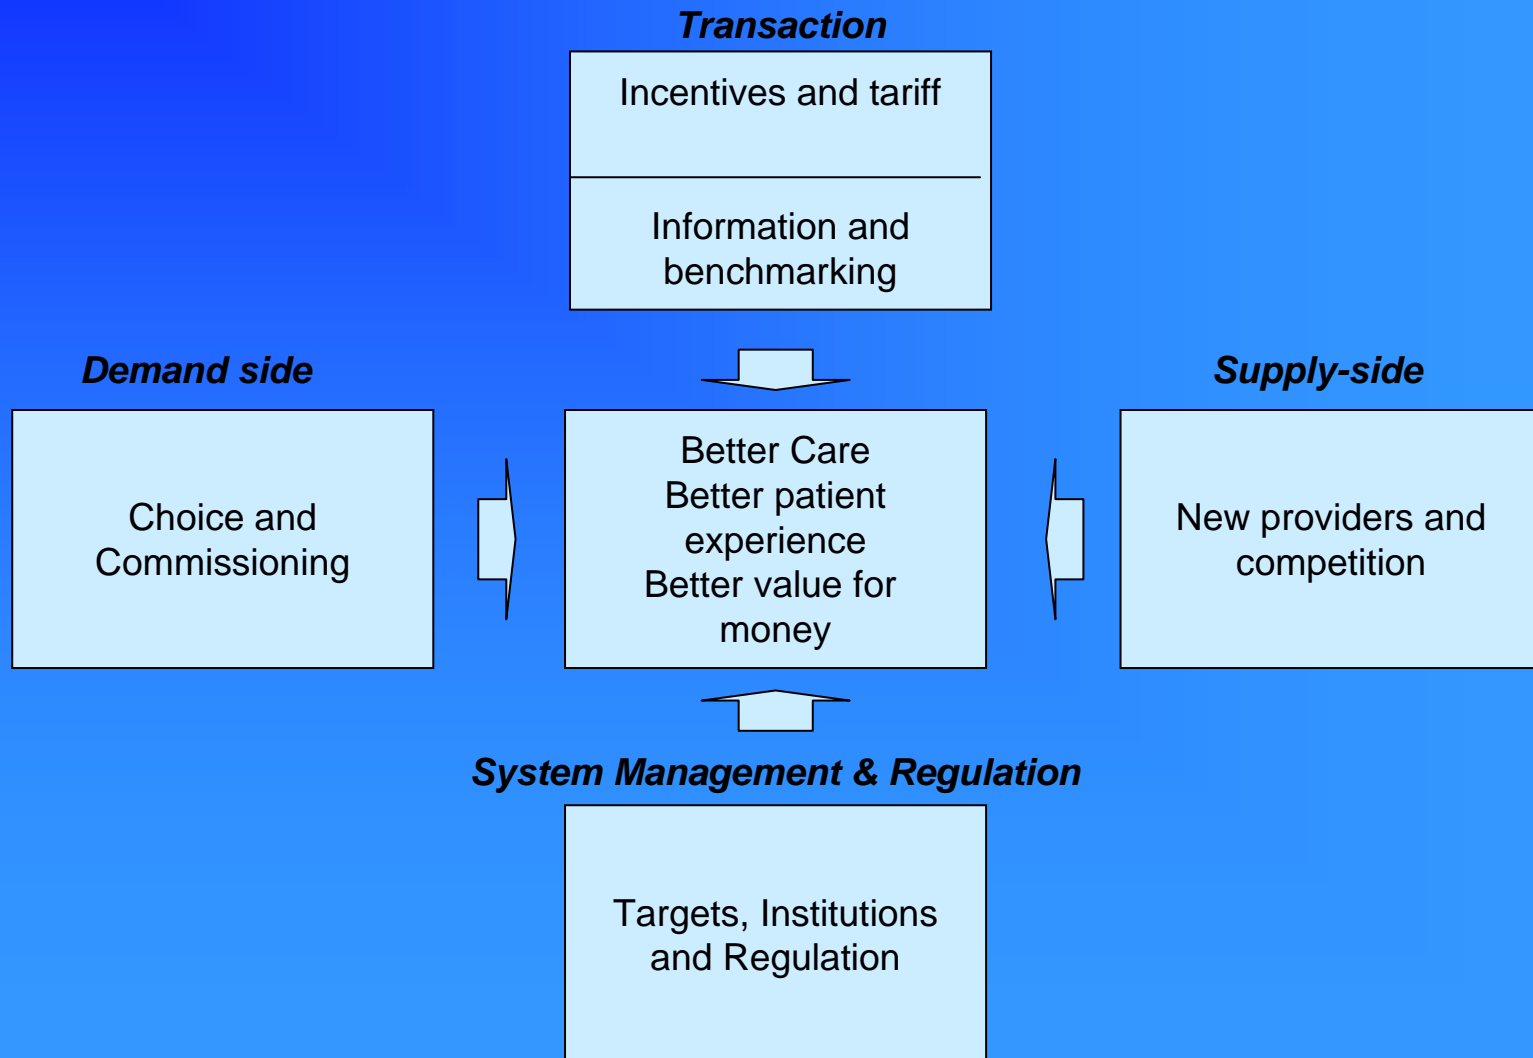 Transaction
Incentives and tariff
Information and
benchmarking
Demand side
Choice and
Commissioning
Better Care
Better patient
experience
Better value for
money
Supply-side
New providers and
competition
System Management & Regulation
Targets, Institutions
and Regulation